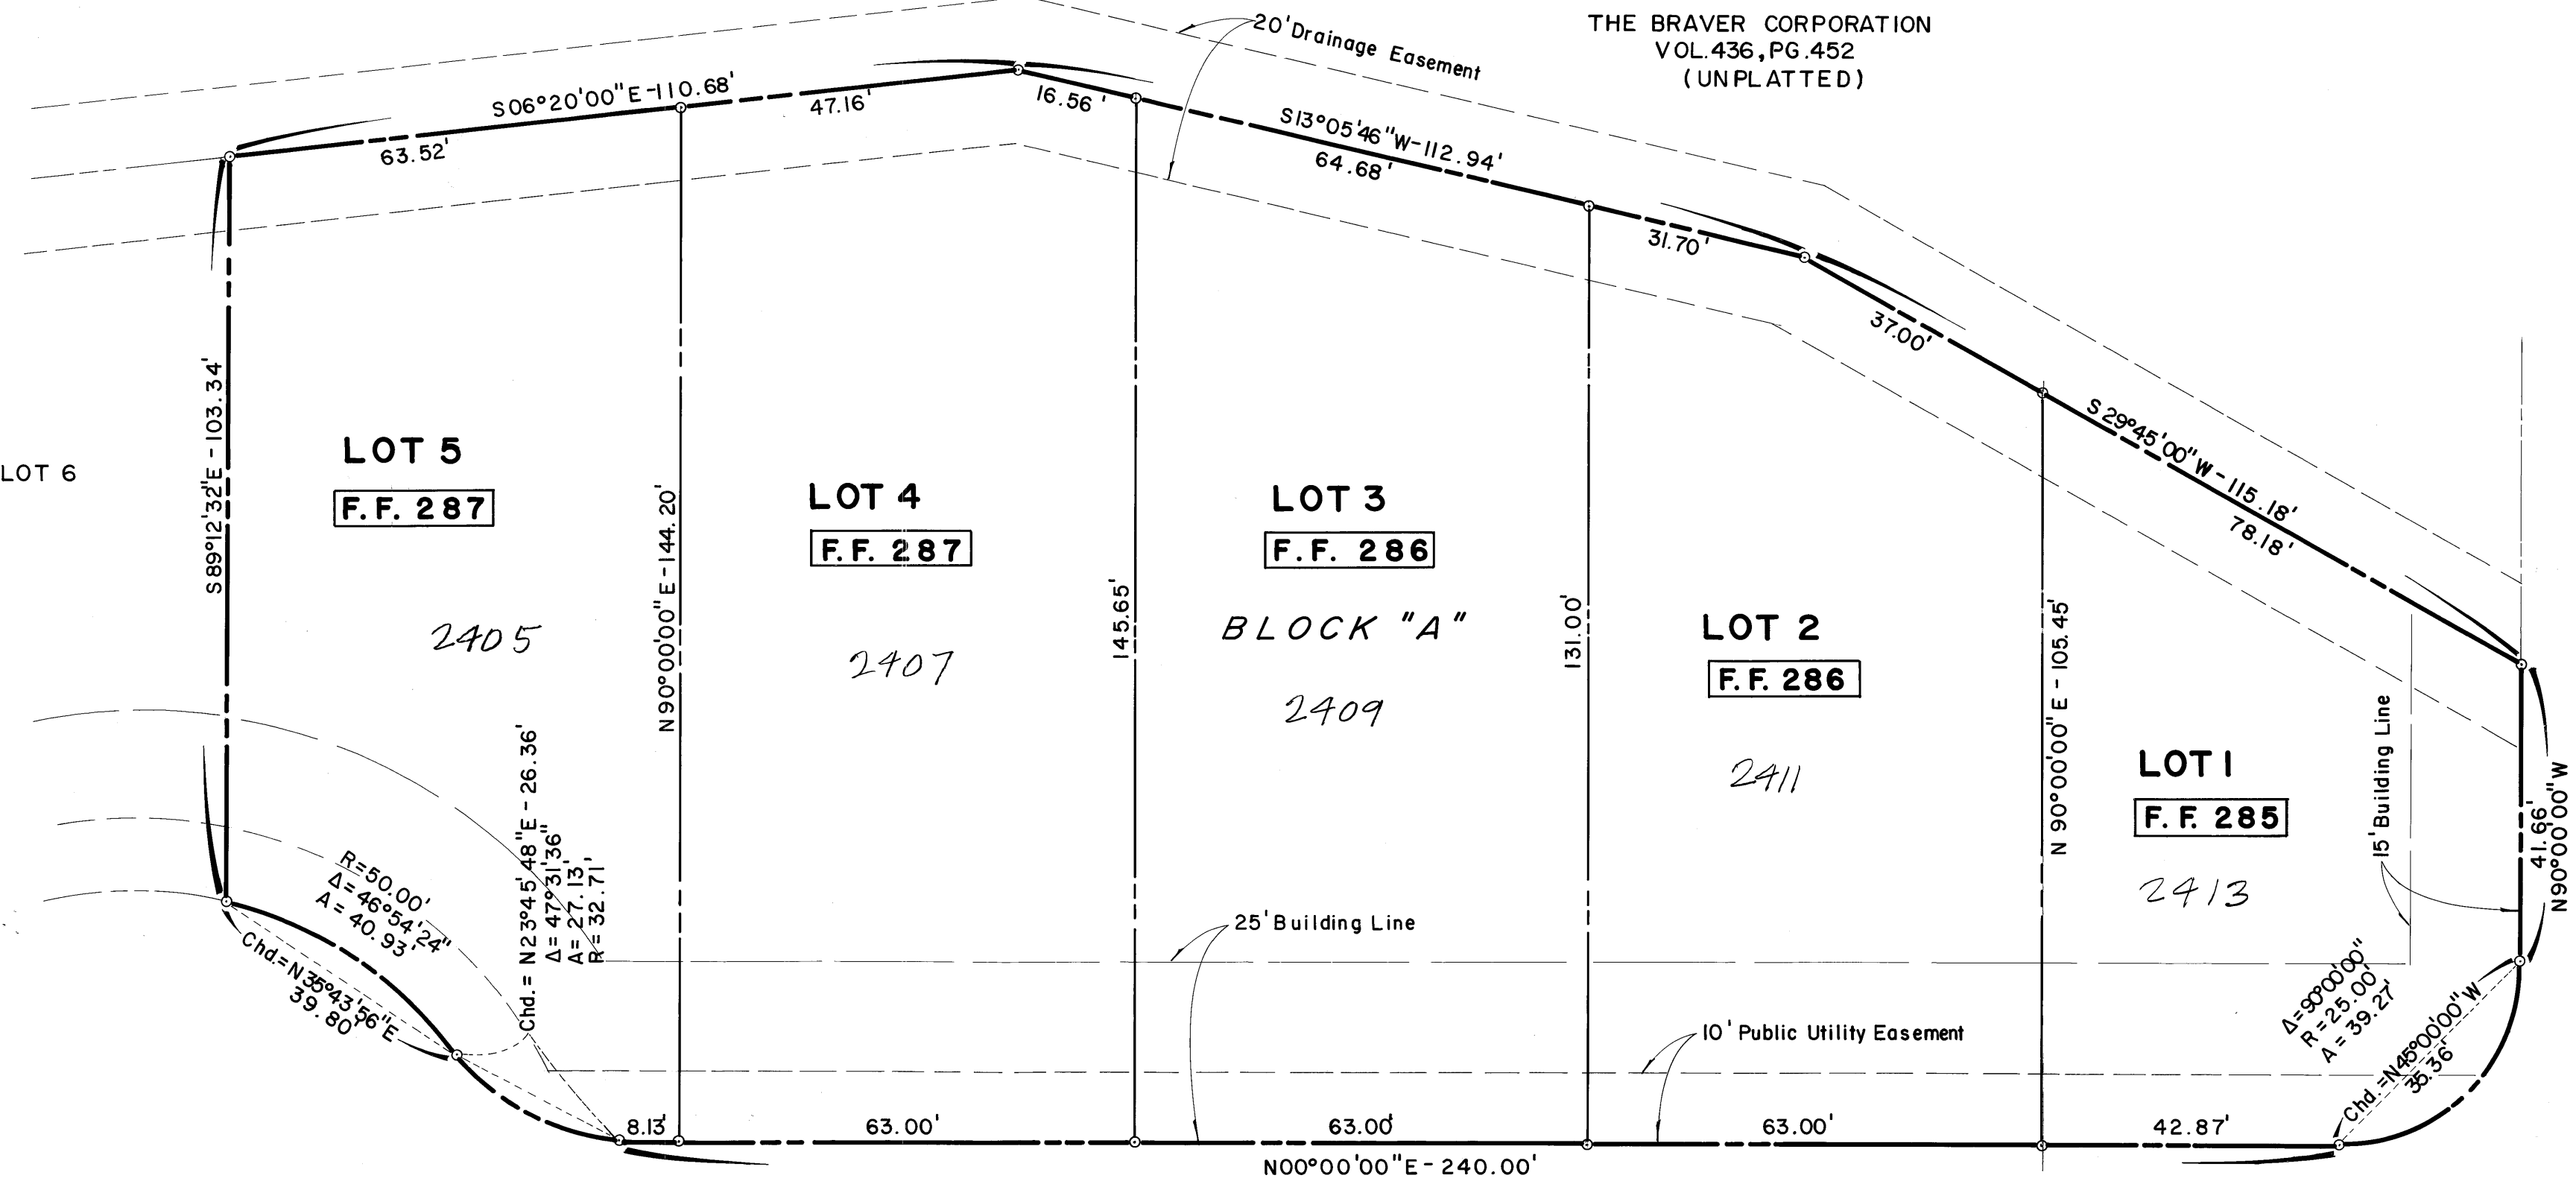 THE BRAVER CORPORATION
VOL.436, PG.452
(UNPLATTED)
20' Drainage Easement
S06°20'00"E-110.68'
63.52'
47.16'
16.56'
S13°05'46"W-112.94'
64.68'
31.70'
37.00'
S29°45'00"W-115.18'
78.18'
LOT 6
S89°12'32"E-103.34'
LOT 5
F.F. 287
2405
N90°00'00"E-144.20'
LOT 4
F.F. 287
2407
145.65'
LOT 3
F.F. 286
BLOCK "A"
2409
131.00'
LOT 2
F.F. 286
2411
N 90°00'00"E-105.45'
LOT 1
F.F. 285
2413
15' Building Line
41.66'
N90°00'00"W
R=50.00'
Δ=46°54'24"
A=40.93'
Chd.=N35°43'56"E
39.80'
Chd.=N23°45'48"E-26.36'
Δ=47°31'36"
A=27.13'
R=32.71'
25' Building Line
10' Public Utility Easement
Δ=90°00'00"
R=25.00'
A=39.27'
Chd.=N45°00'00"W
35.36'
8.13'
63.00'
63.00'
63.00'
42.87'
N00°00'00"E-240.00'